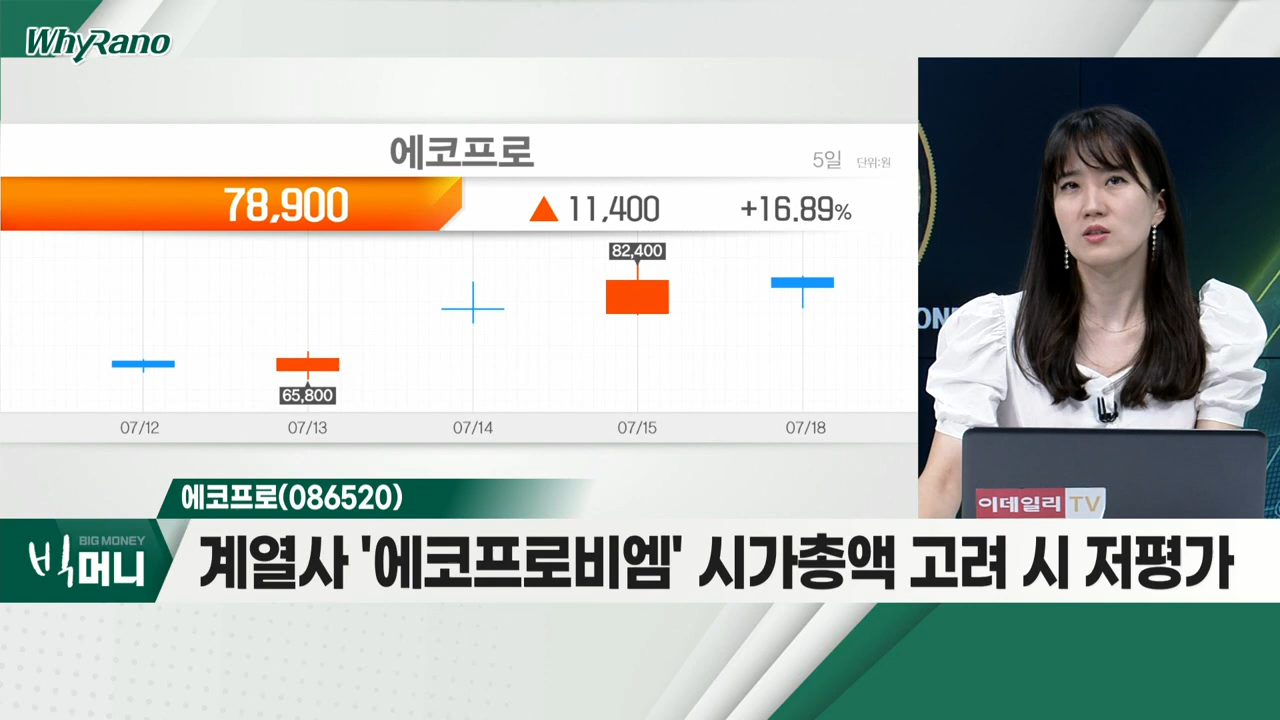 WhyRano
에코프로
5일 단위:원
78,900 ▲ 11,400 +16.89%
82,400
65,800
07/12 07/13 07/14 07/15 07/18
ON
이데일리 TV
에코프로(086520)
BIG MONEY
빅머니
계열사 '에코프로비엠' 시가총액 고려 시 저평가